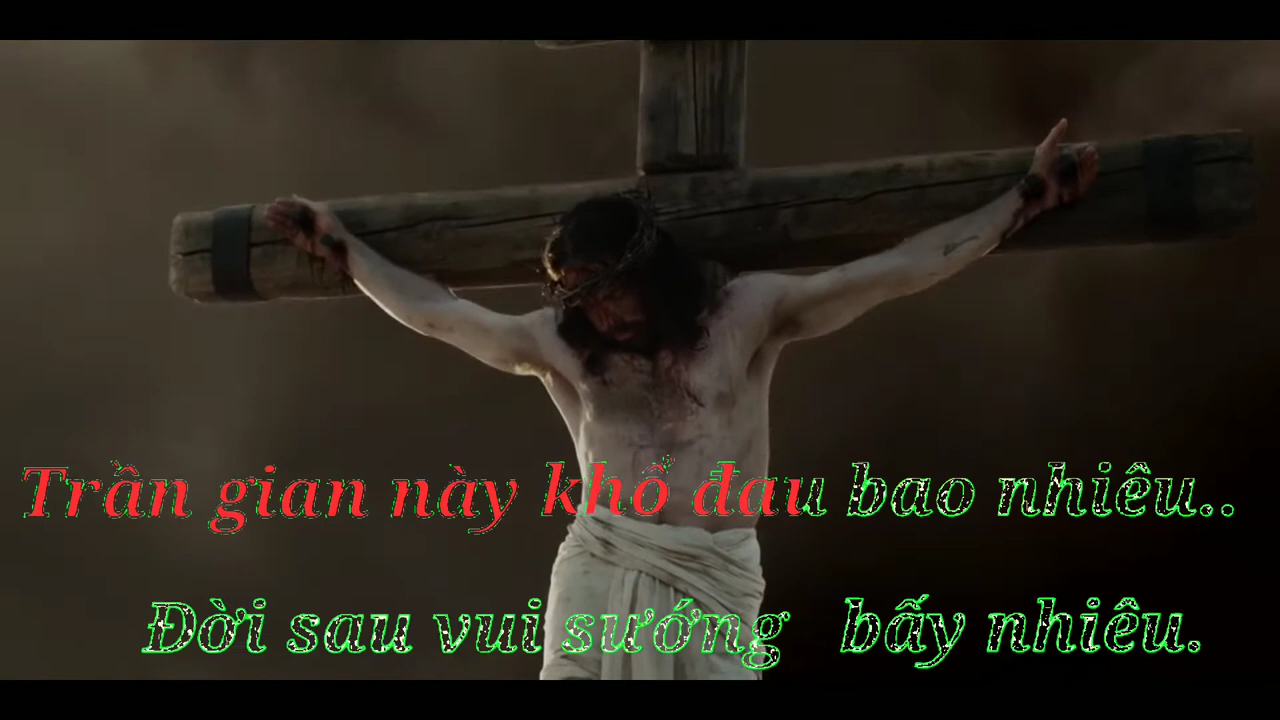 Trần gian này khổ đau bao nhiêu..
Đời sau vui sướng bấy nhiêu.